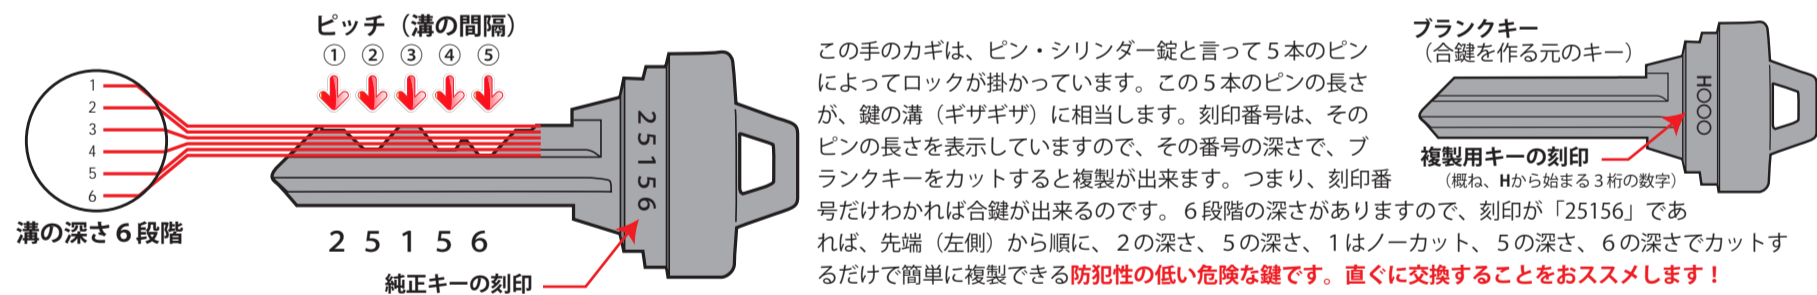 ピッチ（溝の間隔）
① ② ③ ④ ⑤
1
2
3
4
5
6
溝の深さ６段階
25156
2 5 1 5 6
純正キーの刻印
この手のカギは、ピン・シリンダー錠と言って５本のピン
によってロックが掛かっています。この５本のピンの長さ
が、鍵の溝（ギザギザ）に相当します。刻印番号は、その
ピンの長さを表示していますので、その番号の深さで、ブ
ランクキーをカットすると複製が出来ます。つまり、刻印番
号だけわかれば合鍵が出来るのです。６段階の深さがありますので、刻印が「25156」であ
れば、先端（左側）から順に、２の深さ、５の深さ、１はノーカット、５の深さ、６の深さでカットす
るだけで簡単に複製できる防犯性の低い危険な鍵です。直ぐに交換することをおススメします！
ブランクキー
（合鍵を作る元のキー）
HOOO
複製用キーの刻印
（概ね、Hから始まる３桁の数字）